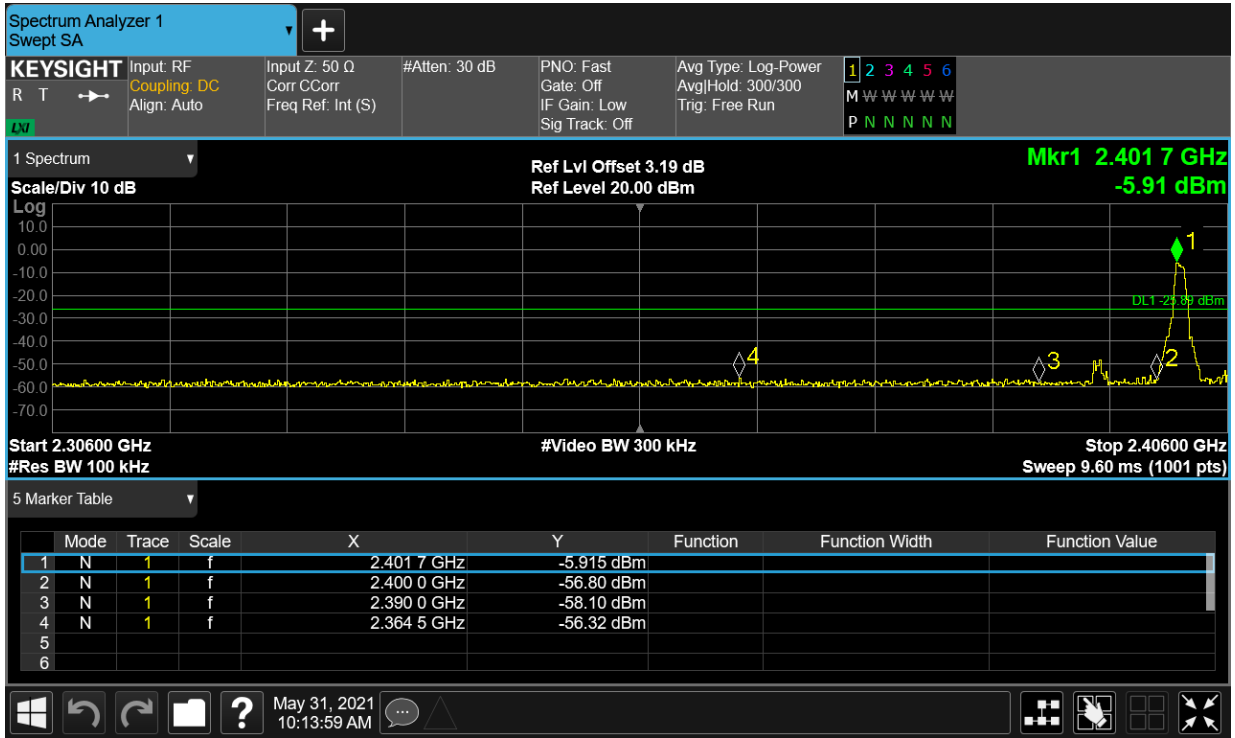 Spectrum Analyzer 1
Swept SA
KEYSIGHT
R T
LXI
Input: RF
Coupling: DC
Align: Auto
Input Z: 50 Ω
Corr CCorr
Freq Ref: Int (S)
#Atten: 30 dB
PNO: Fast
Gate: Off
IF Gain: Low
Sig Track: Off
Avg Type: Log-Power
Avg|Hold: 300/300
Trig: Free Run
1 2 3 4 5 6
M W W W W W
P N N N N N
1 Spectrum
Scale/Div 10 dB
Ref Lvl Offset 3.19 dB
Ref Level 20.00 dBm
Mkr1 2.401 7 GHz
-5.91 dBm
Log
10.0
0.00
-10.0
-20.0
-30.0
-40.0
-50.0
-60.0
-70.0
1
DL1 -25.89 dBm
4
3
2
Start 2.30600 GHz
#Res BW 100 kHz
#Video BW 300 kHz
Stop 2.40600 GHz
Sweep 9.60 ms (1001 pts)
5 Marker Table
Mode Trace Scale X Y Function Function Width Function Value
1 N 1 f 2.401 7 GHz -5.915 dBm
2 N 1 f 2.400 0 GHz -56.80 dBm
3 N 1 f 2.390 0 GHz -58.10 dBm
4 N 1 f 2.364 5 GHz -56.32 dBm
5
6
?
May 31, 2021
10:13:59 AM